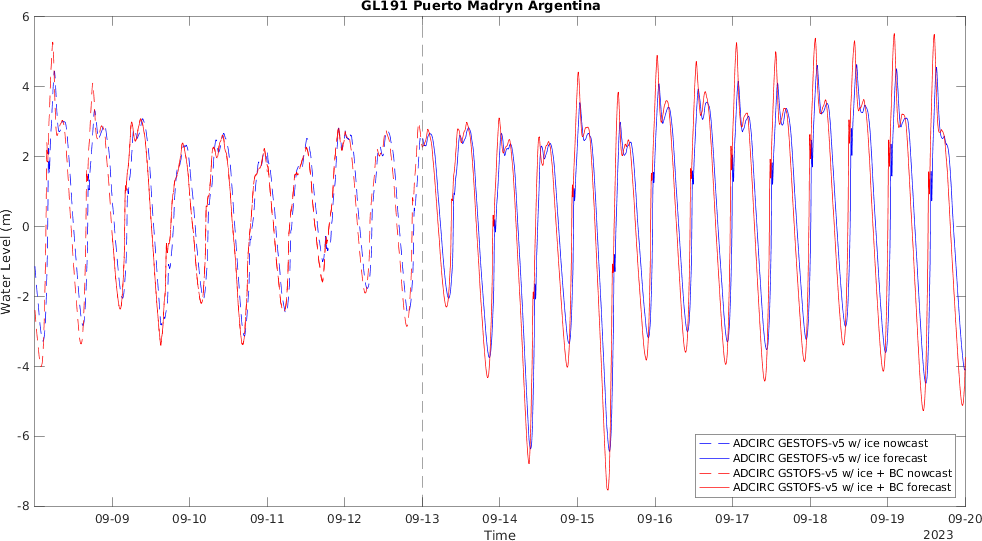 GL191 Puerto Madryn Argentina
6
4
2
0
-2
-4
-6
-8
Water Level (m)
ADCIRC GESTOFS-v5 w/ ice nowcast
ADCIRC GESTOFS-v5 w/ ice forecast
ADCIRC GSTOFS-v5 w/ ice + BC nowcast
ADCIRC GSTOFS-v5 w/ ice + BC forecast
09-09 09-10 09-11 09-12 09-13 09-14 09-15 09-16 09-17 09-18 09-19 09-20
Time
2023